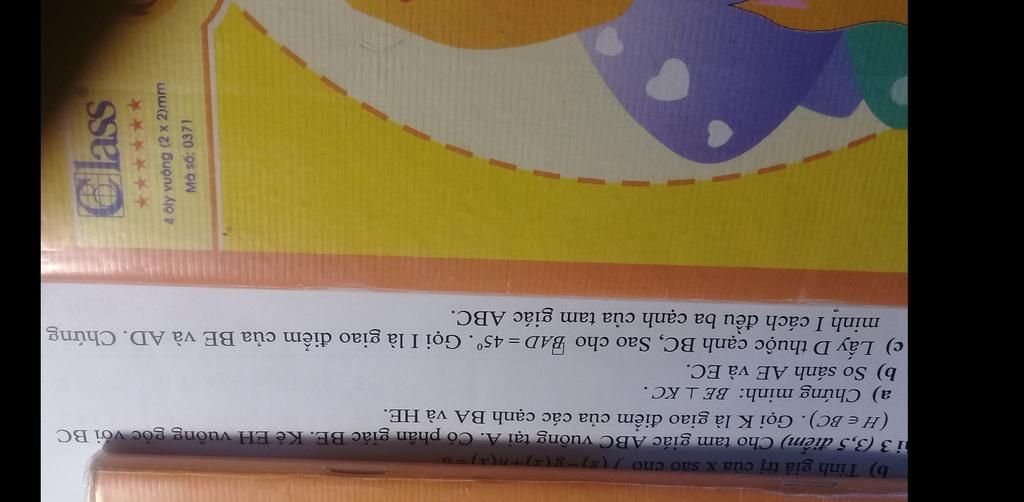 b) Tính giá trị của x sao cho f(x)−g(x)+h(x)=0
ài 3 (3,5 điểm) Cho tam giác ABC vuông tại A. Có phân giác BE. Kẻ EH vuông góc với BC
(H ∈ BC). Gọi K là giao điểm của các cạnh BA và HE.
a) Chứng minh: BE ⊥ KC.
b) So sánh AE và EC.
c) Lấy D thuộc cạnh BC, Sao cho BAD = 45⁰. Gọi I là giao điểm của BE và AD. Chứng
minh I cách đều ba cạnh của tam giác ABC.
Class
★★★★★★
4 ôly vuông (2 x 2)mm
Mã số: 0371